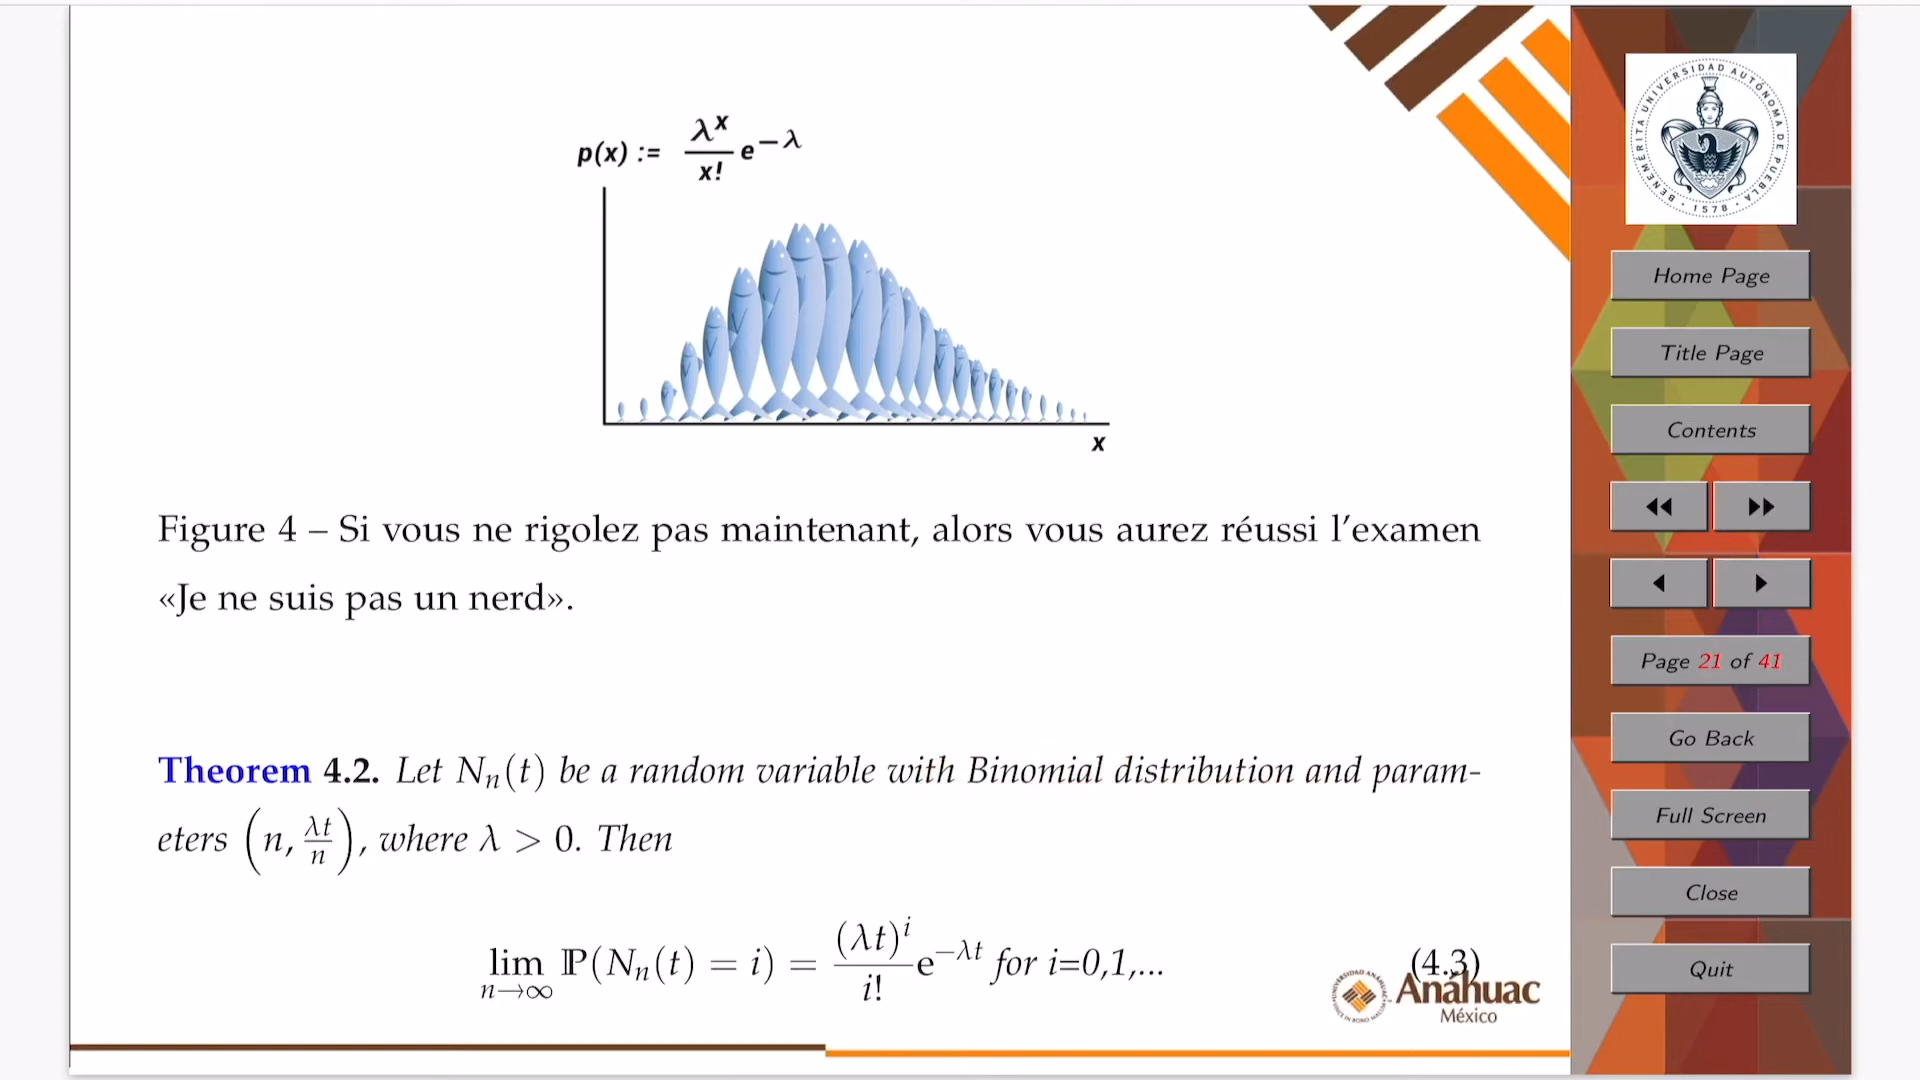 p(x) := λ^x / x! e^−λ
x
Figure 4 – Si vous ne rigolez pas maintenant, alors vous aurez réussi l'examen
«Je ne suis pas un nerd».
Theorem 4.2. Let N_n(t) be a random variable with Binomial distribution and param-
eters (n, λt/n), where λ > 0. Then
lim n→∞ ℙ(N_n(t) = i) = (λt)^i / i! e^−λt for i=0,1,... (4.3)
Anáhuac
México
BENEMÉRITA UNIVERSIDAD AUTÓNOMA DE PUEBLA
1578
Home Page
Title Page
Contents
Page 21 of 41
Go Back
Full Screen
Close
Quit